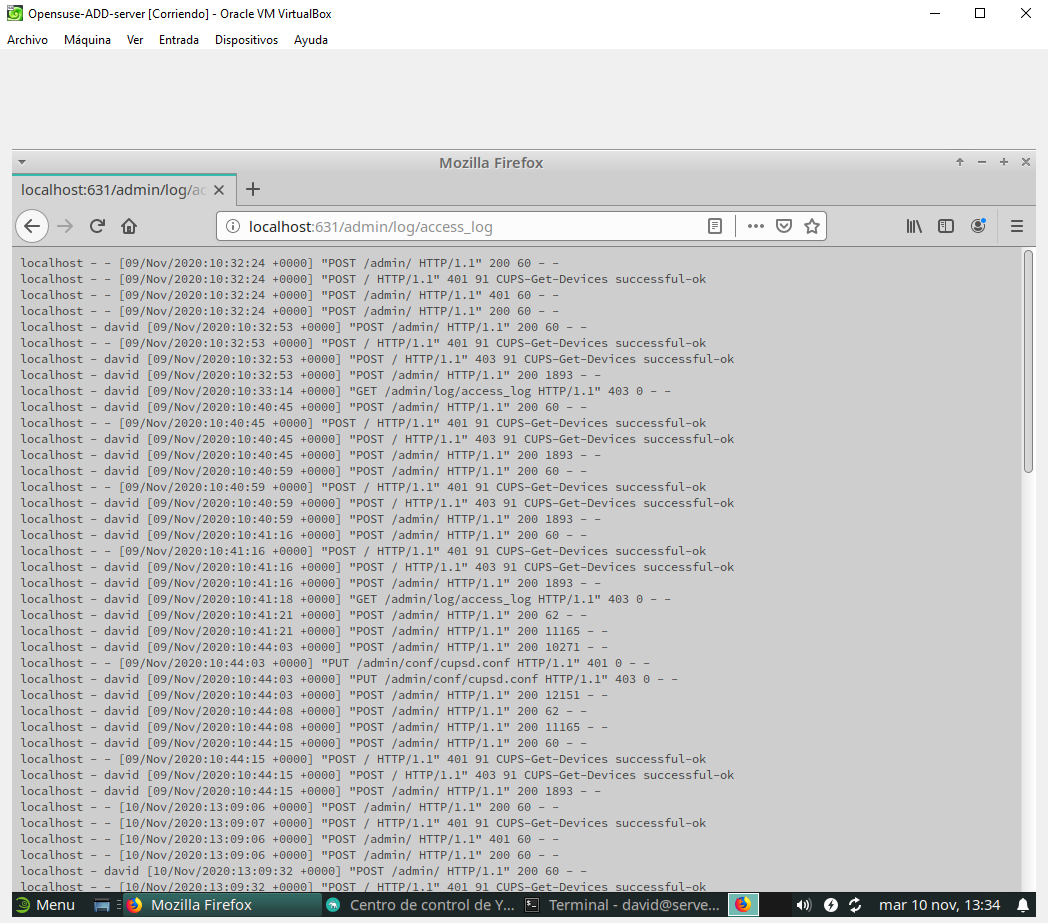 Opensuse-ADD-server [Corriendo] - Oracle VM VirtualBox
Archivo Máquina Ver Entrada Dispositivos Ayuda
Mozilla Firefox
localhost:631/admin/log/ac
localhost:631/admin/log/access_log
localhost - - [09/Nov/2020:10:32:24 +0000] "POST /admin/ HTTP/1.1" 200 60 - -
localhost - - [09/Nov/2020:10:32:24 +0000] "POST / HTTP/1.1" 401 91 CUPS-Get-Devices successful-ok
localhost - - [09/Nov/2020:10:32:24 +0000] "POST /admin/ HTTP/1.1" 401 60 - -
localhost - - [09/Nov/2020:10:32:24 +0000] "POST /admin/ HTTP/1.1" 200 60 - -
localhost - david [09/Nov/2020:10:32:53 +0000] "POST /admin/ HTTP/1.1" 200 60 - -
localhost - - [09/Nov/2020:10:32:53 +0000] "POST / HTTP/1.1" 401 91 CUPS-Get-Devices successful-ok
localhost - david [09/Nov/2020:10:32:53 +0000] "POST / HTTP/1.1" 403 91 CUPS-Get-Devices successful-ok
localhost - david [09/Nov/2020:10:32:53 +0000] "POST /admin/ HTTP/1.1" 200 1893 - -
localhost - david [09/Nov/2020:10:33:14 +0000] "GET /admin/log/access_log HTTP/1.1" 403 0 - -
localhost - david [09/Nov/2020:10:40:45 +0000] "POST /admin/ HTTP/1.1" 200 60 - -
localhost - - [09/Nov/2020:10:40:45 +0000] "POST / HTTP/1.1" 401 91 CUPS-Get-Devices successful-ok
localhost - david [09/Nov/2020:10:40:45 +0000] "POST / HTTP/1.1" 403 91 CUPS-Get-Devices successful-ok
localhost - david [09/Nov/2020:10:40:45 +0000] "POST /admin/ HTTP/1.1" 200 1893 - -
localhost - david [09/Nov/2020:10:40:59 +0000] "POST /admin/ HTTP/1.1" 200 60 - -
localhost - - [09/Nov/2020:10:40:59 +0000] "POST / HTTP/1.1" 401 91 CUPS-Get-Devices successful-ok
localhost - david [09/Nov/2020:10:40:59 +0000] "POST / HTTP/1.1" 403 91 CUPS-Get-Devices successful-ok
localhost - david [09/Nov/2020:10:40:59 +0000] "POST /admin/ HTTP/1.1" 200 1893 - -
localhost - david [09/Nov/2020:10:41:16 +0000] "POST /admin/ HTTP/1.1" 200 60 - -
localhost - - [09/Nov/2020:10:41:16 +0000] "POST / HTTP/1.1" 401 91 CUPS-Get-Devices successful-ok
localhost - david [09/Nov/2020:10:41:16 +0000] "POST / HTTP/1.1" 403 91 CUPS-Get-Devices successful-ok
localhost - david [09/Nov/2020:10:41:16 +0000] "POST /admin/ HTTP/1.1" 200 1893 - -
localhost - david [09/Nov/2020:10:41:18 +0000] "GET /admin/log/access_log HTTP/1.1" 403 0 - -
localhost - david [09/Nov/2020:10:41:21 +0000] "POST /admin/ HTTP/1.1" 200 62 - -
localhost - david [09/Nov/2020:10:41:21 +0000] "POST /admin/ HTTP/1.1" 200 11165 - -
localhost - david [09/Nov/2020:10:44:03 +0000] "POST /admin/ HTTP/1.1" 200 10271 - -
localhost - - [09/Nov/2020:10:44:03 +0000] "PUT /admin/conf/cupsd.conf HTTP/1.1" 401 0 - -
localhost - david [09/Nov/2020:10:44:03 +0000] "PUT /admin/conf/cupsd.conf HTTP/1.1" 403 0 - -
localhost - david [09/Nov/2020:10:44:03 +0000] "POST /admin/ HTTP/1.1" 200 12151 - -
localhost - david [09/Nov/2020:10:44:08 +0000] "POST /admin/ HTTP/1.1" 200 62 - -
localhost - david [09/Nov/2020:10:44:08 +0000] "POST /admin/ HTTP/1.1" 200 11165 - -
localhost - david [09/Nov/2020:10:44:15 +0000] "POST /admin/ HTTP/1.1" 200 60 - -
localhost - - [09/Nov/2020:10:44:15 +0000] "POST / HTTP/1.1" 401 91 CUPS-Get-Devices successful-ok
localhost - david [09/Nov/2020:10:44:15 +0000] "POST / HTTP/1.1" 403 91 CUPS-Get-Devices successful-ok
localhost - david [09/Nov/2020:10:44:15 +0000] "POST /admin/ HTTP/1.1" 200 1893 - -
localhost - - [10/Nov/2020:13:09:06 +0000] "POST /admin/ HTTP/1.1" 200 60 - -
localhost - - [10/Nov/2020:13:09:07 +0000] "POST / HTTP/1.1" 401 91 CUPS-Get-Devices successful-ok
localhost - - [10/Nov/2020:13:09:06 +0000] "POST /admin/ HTTP/1.1" 401 60 - -
localhost - - [10/Nov/2020:13:09:06 +0000] "POST /admin/ HTTP/1.1" 200 60 - -
localhost - david [10/Nov/2020:13:09:32 +0000] "POST /admin/ HTTP/1.1" 200 60 - -
localhost - - [10/Nov/2020:13:09:32 +0000] "POST / HTTP/1.1" 401 91 CUPS-Get-Devices successful-ok
Menu Mozilla Firefox Centro de control de Y... Terminal - david@serve... mar 10 nov, 13:34